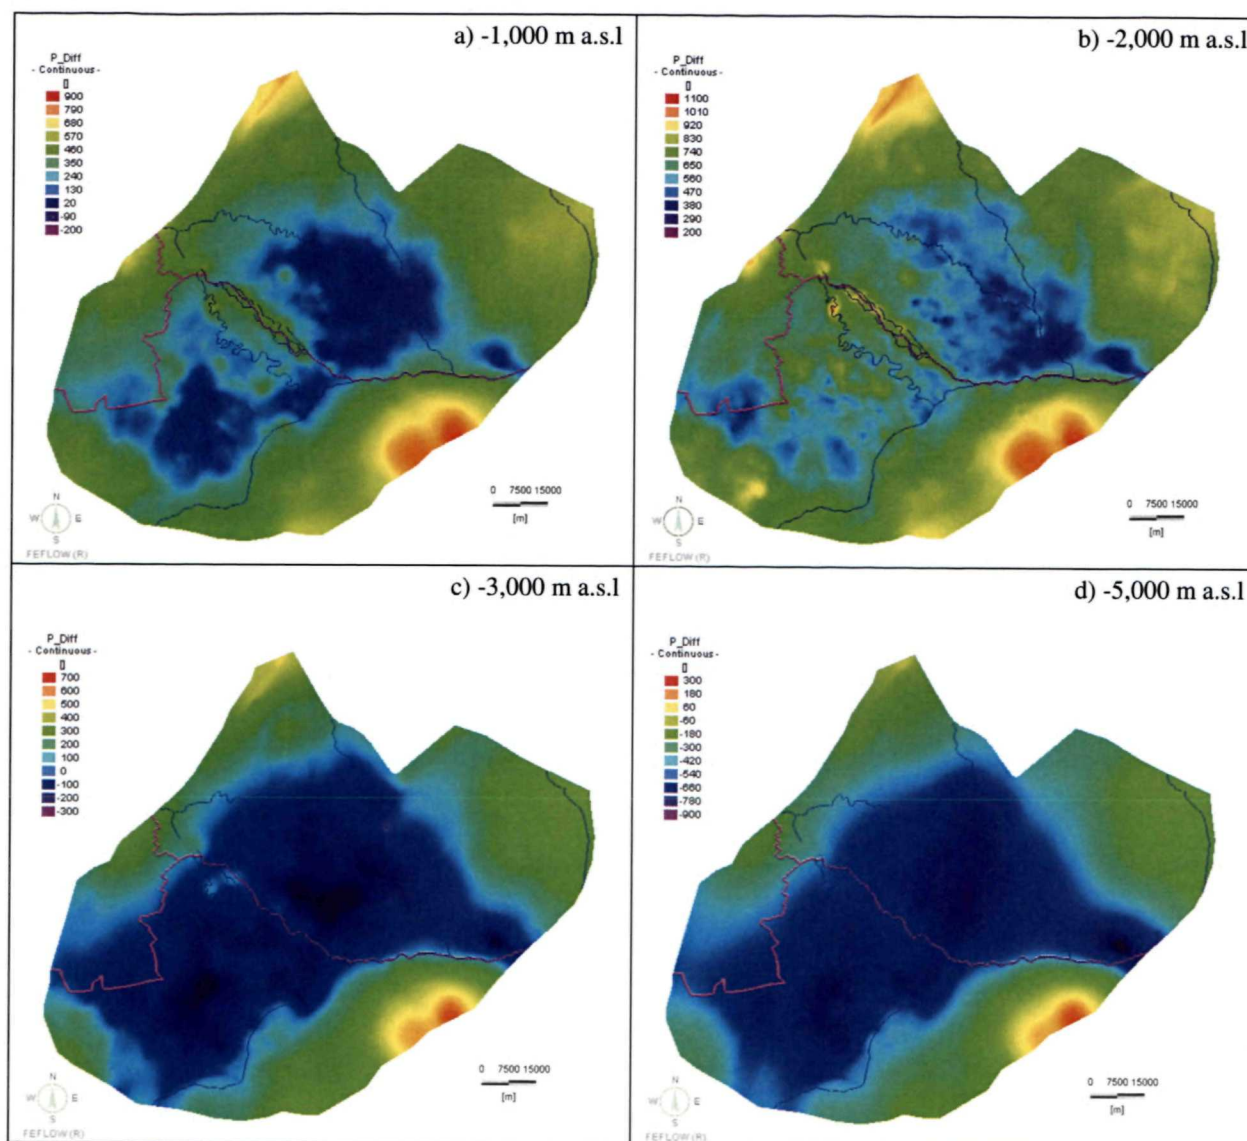 a) -1,000 m a.s.l
P_Diff
- Continuous -
[]
900
790
680
570
460
350
240
130
20
-90
-200
N
W E
S
FEFLOW (R)
0 7500 15000
[m]
b) -2,000 m a.s.l
P_Diff
- Continuous -
[]
1100
1010
920
830
740
650
560
470
380
290
200
N
W E
S
FEFLOW (R)
0 7500 15000
[m]
c) -3,000 m a.s.l
P_Diff
- Continuous -
[]
700
600
500
400
300
200
100
0
-100
-200
-300
N
W E
S
FEFLOW (R)
0 7500 15000
[m]
d) -5,000 m a.s.l
P_Diff
- Continuous -
[]
300
180
60
-60
-180
-300
-420
-540
-660
-780
-900
N
W E
S
FEFLOW (R)
0 7500 15000
[m]